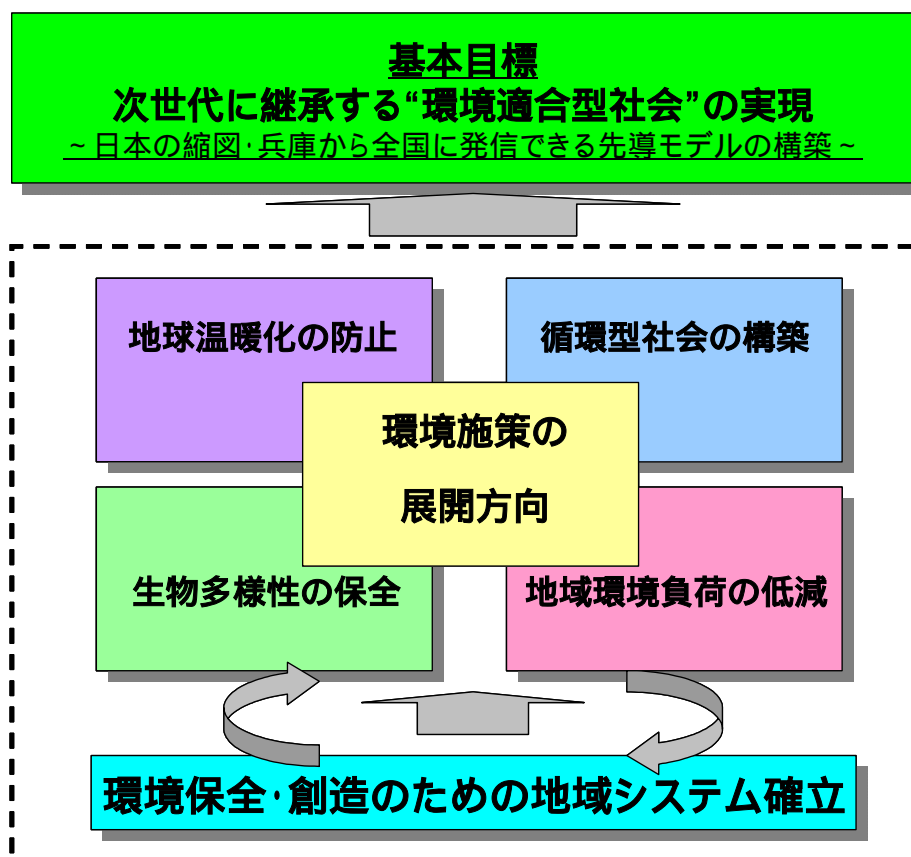 基本目標
次世代に継承する“環境適合型社会”の実現
~日本の縮図･兵庫から全国に発信できる先導モデルの構築~
地球温暖化の防止
循環型社会の構築
環境施策の
展開方向
生物多様性の保全
地域環境負荷の低減
環境保全･創造のための地域システム確立